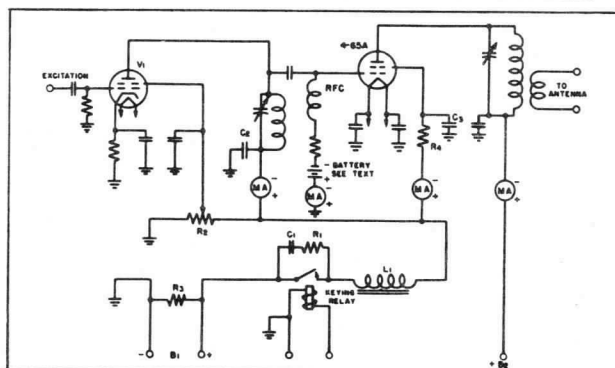 EXCITATION
V1
4-65A
RFC
C2
BATTERY
SEE TEXT
MA
MA
MA
MA
C3
R4
TO
ANTENNA
R2
C1
R1
L1
KEYING
RELAY
R3
- B1 +
+ B2